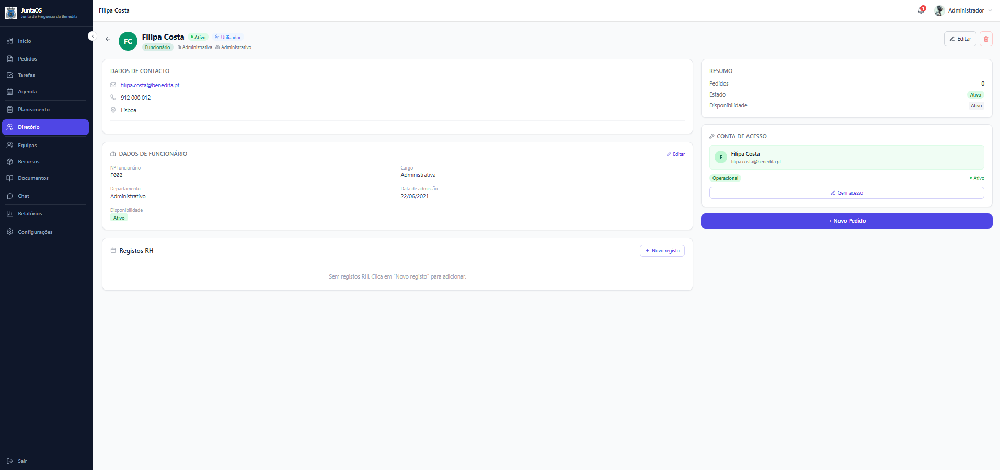 JuntaOS
Junta de Freguesia da Benedita
Início
Pedidos
Tarefas
Agenda
Planeamento
Diretório
Equipas
Recursos
Documentos
Chat
Relatórios
Configurações
Sair
Filipa Costa
1
Administrador
FC
Filipa Costa
Ativo
Utilizador
Funcionário
Administrativa
Administrativo
Editar
DADOS DE CONTACTO
filipa.costa@benedita.pt
912 000 012
Lisboa
DADOS DE FUNCIONÁRIO
Editar
Nº funcionário
F002
Cargo
Administrativa
Departamento
Administrativo
Data de admissão
22/06/2021
Disponibilidade
Ativo
Registos RH
+ Novo registo
Sem registos RH. Clica em "Novo registo" para adicionar.
RESUMO
Pedidos 0
Estado Ativo
Disponibilidade Ativo
CONTA DE ACESSO
F
Filipa Costa
filipa.costa@benedita.pt
Operacional
Ativo
Gerir acesso
+ Novo Pedido